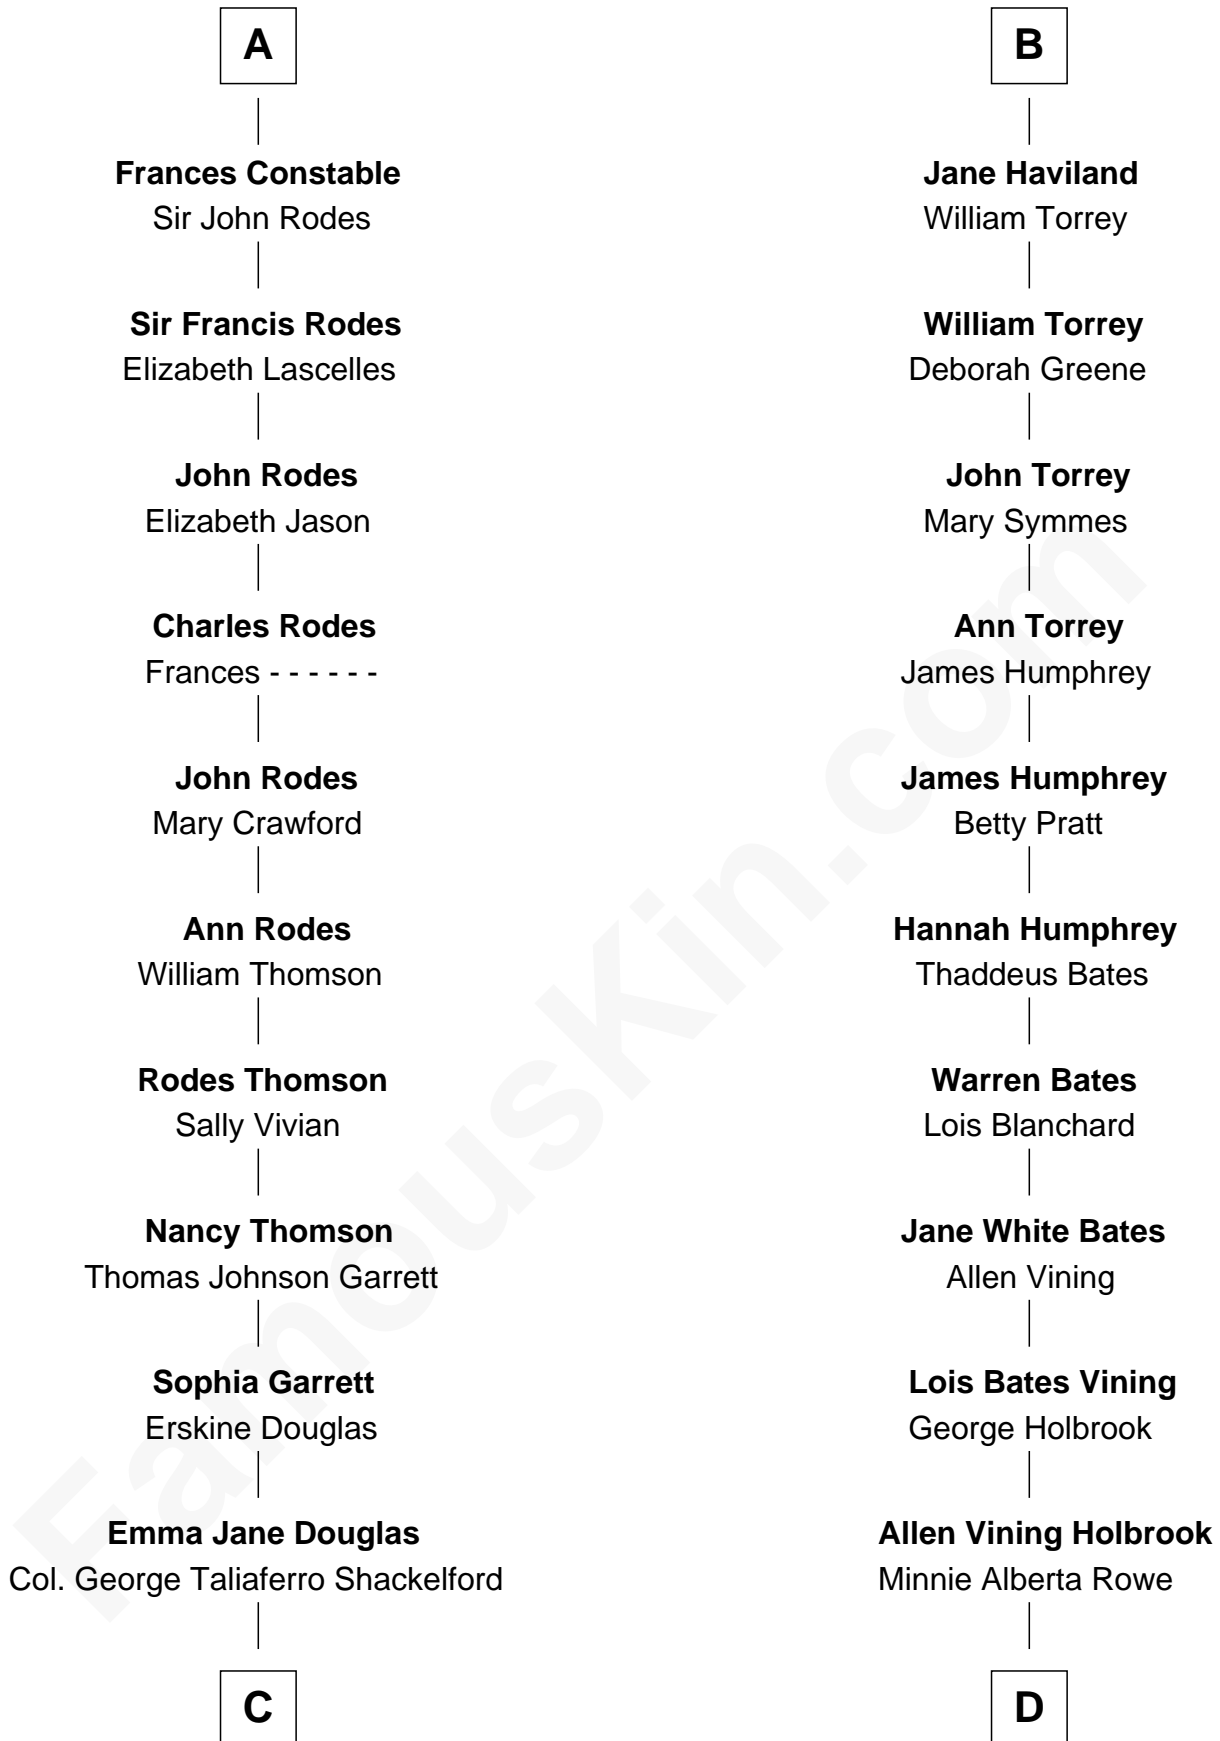 A
Frances Constable
Sir John Rodes
Sir Francis Rodes
Elizabeth Lascelles
John Rodes
Elizabeth Jason
Charles Rodes
Frances - - - - - -
John Rodes
Mary Crawford
Ann Rodes
William Thomson
Rodes Thomson
Sally Vivian
Nancy Thomson
Thomas Johnson Garrett
Sophia Garrett
Erskine Douglas
Emma Jane Douglas
Col. George Taliaferro Shackelford
C
B
Jane Haviland
William Torrey
William Torrey
Deborah Greene
John Torrey
Mary Symmes
Ann Torrey
James Humphrey
James Humphrey
Betty Pratt
Hannah Humphrey
Thaddeus Bates
Warren Bates
Lois Blanchard
Jane White Bates
Allen Vining
Lois Bates Vining
George Holbrook
Allen Vining Holbrook
Minnie Alberta Rowe
D
FamousKin.com